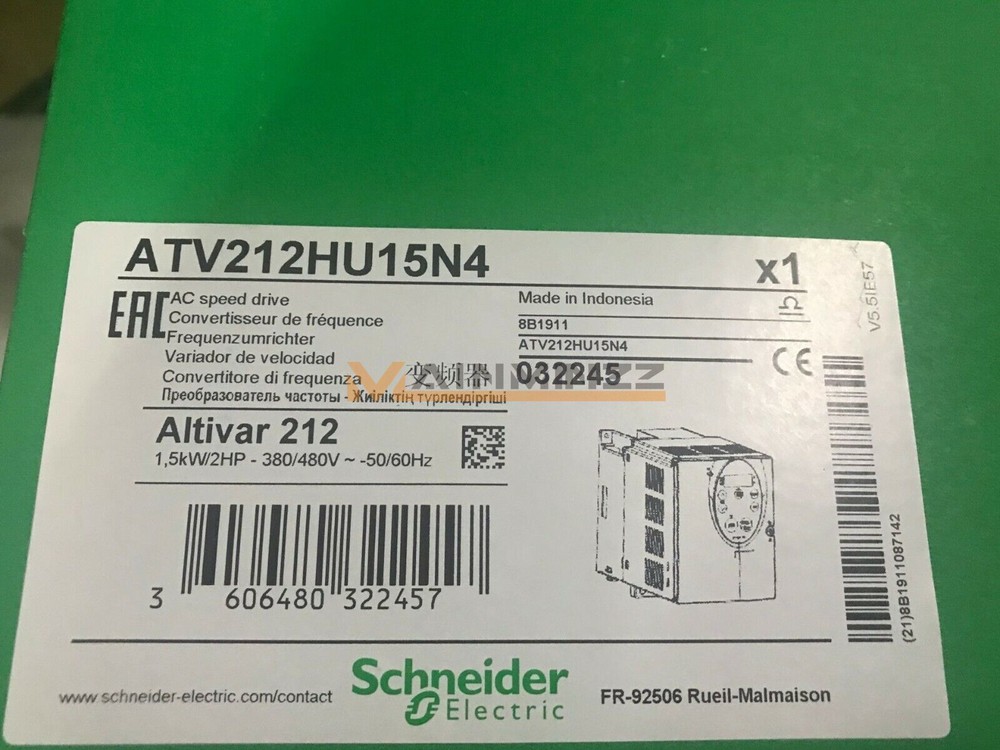 ATV212HU15N4
x1
EAC
AC speed drive
Convertisseur de fréquence
Frequenzumrichter
Variador de velocidad
Convertitore di frequenza 变频器
Преобразователь частоты - Жиіліктің түрлендіргіші
Made in Indonesia
8B1911
ATV212HU15N4
032245
CE
V5.5IE57
Altivar 212
1,5kW/2HP - 380/480V ~ -50/60Hz
3 606480 322457
(21)8B1911087142
www.schneider-electric.com/contact
Schneider
Electric
FR-92506 Rueil-Malmaison